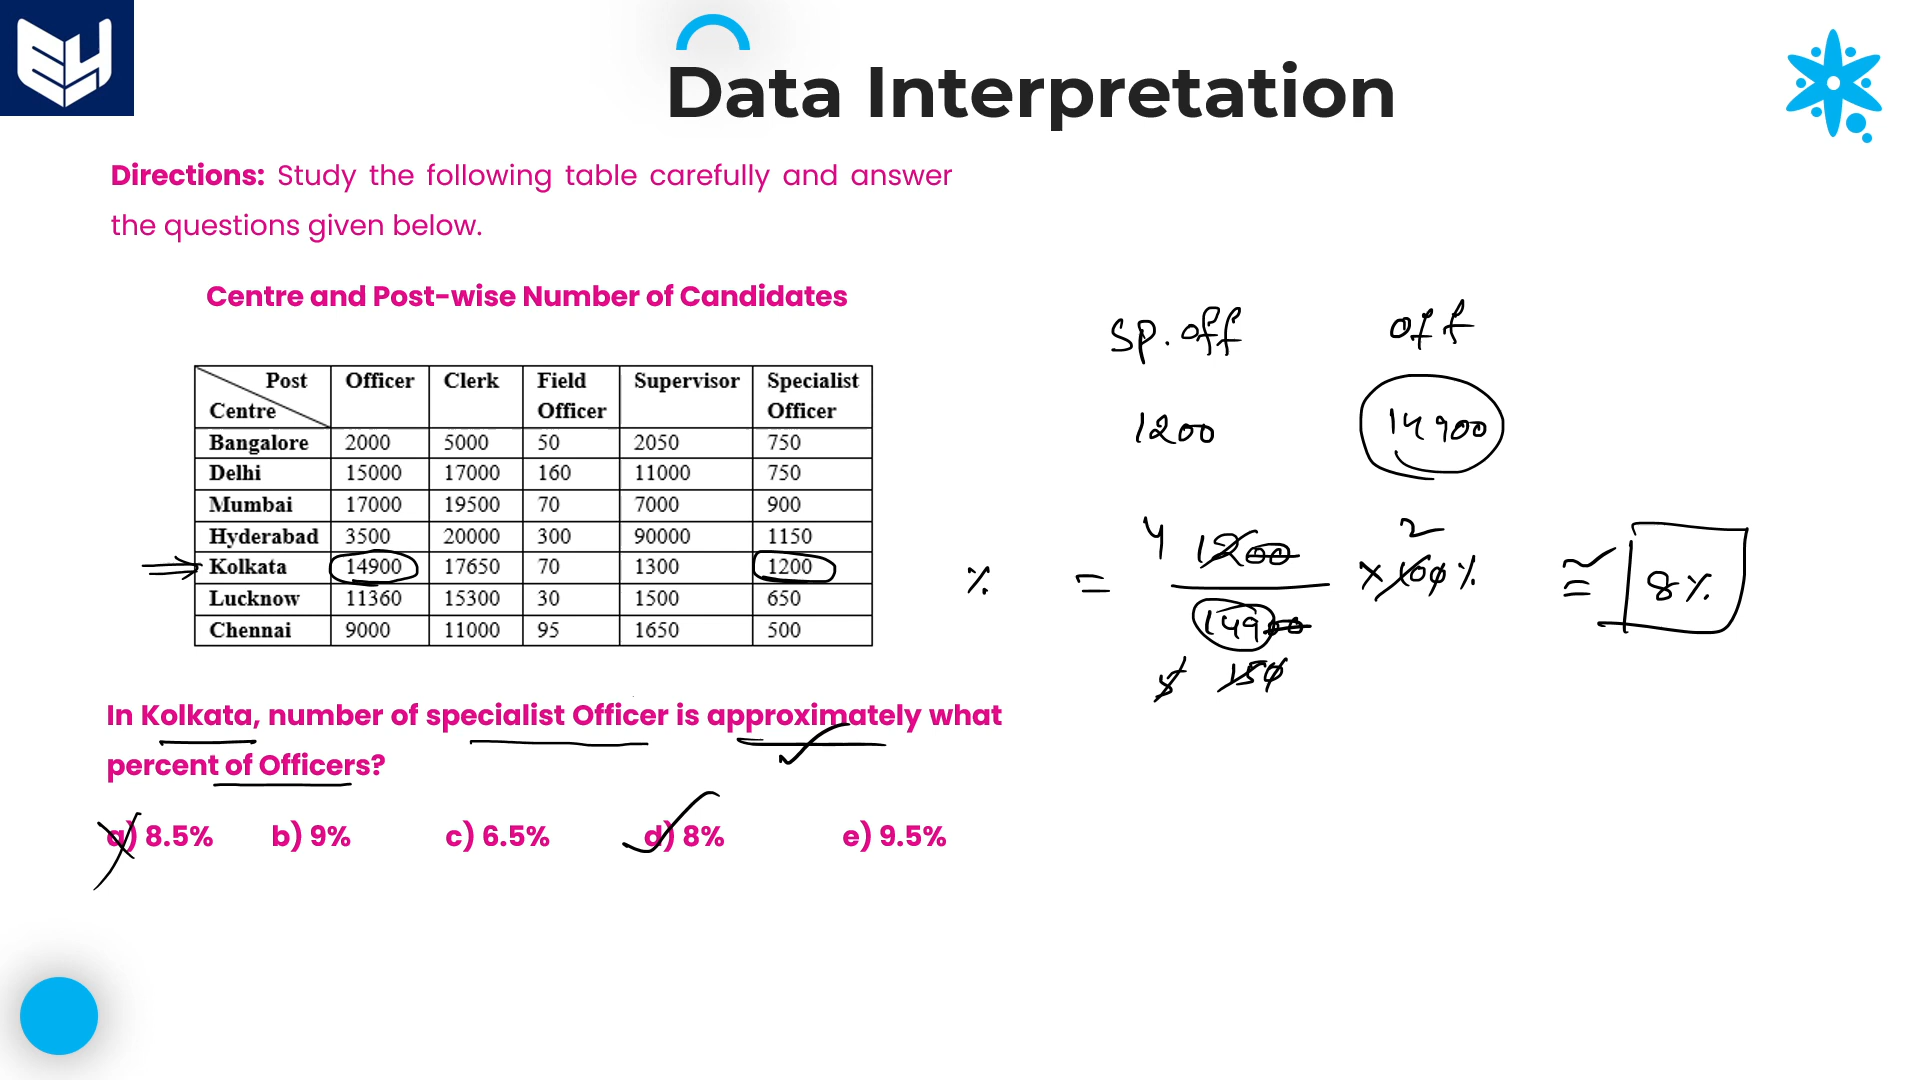 EY
Data Interpretation
Directions: Study the following table carefully and answer
the questions given below.
Centre and Post-wise Number of Candidates
Post Centre Officer Clerk Field Officer Supervisor Specialist Officer
Bangalore 2000 5000 50 2050 750
Delhi 15000 17000 160 11000 750
Mumbai 17000 19500 70 7000 900
Hyderabad 3500 20000 300 90000 1150
Kolkata 14900 17650 70 1300 1200
Lucknow 11360 15300 30 1500 650
Chennai 9000 11000 95 1650 500
In Kolkata, number of specialist Officer is approximately what
percent of Officers?
a) 8.5% b) 9% c) 6.5% d) 8% e) 9.5%
sp. off off
1200 14900
% = 4 1200 / 14900 × 100% 2 ≅ 8%
5 150